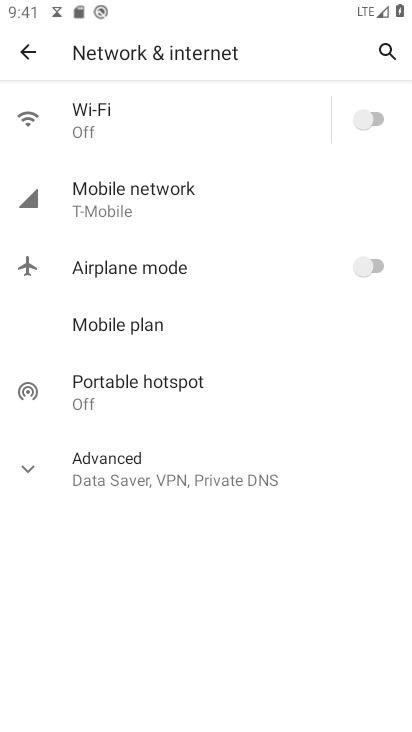 9:41
LTE
Network & internet
Wi-Fi
Off
Mobile network
T-Mobile
Airplane mode
Mobile plan
Portable hotspot
Off
Advanced
Data Saver, VPN, Private DNS